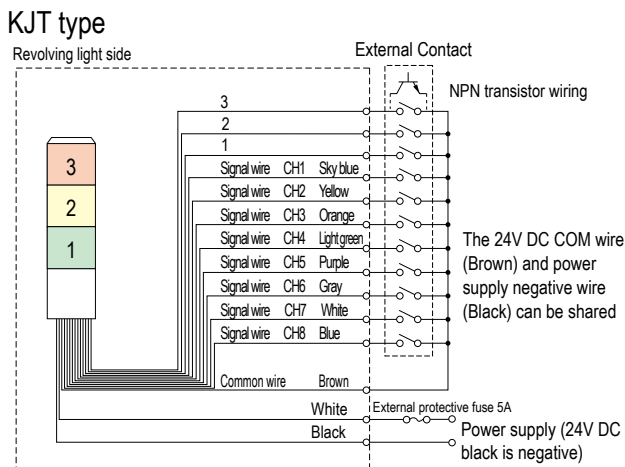 KJT type
Revolving light side
External Contact
NPN transistor wiring
3
2
1
3
2
1
Signal wire CH1 Sky blue
Signal wire CH2 Yellow
Signal wire CH3 Orange
Signal wire CH4 Light green
Signal wire CH5 Purple
Signal wire CH6 Gray
Signal wire CH7 White
Signal wire CH8 Blue
The 24V DC COM wire
(Brown) and power
supply negative wire
(Black) can be shared
Common wire Brown
White
External protective fuse 5A
Black
Power supply (24V DC
black is negative)